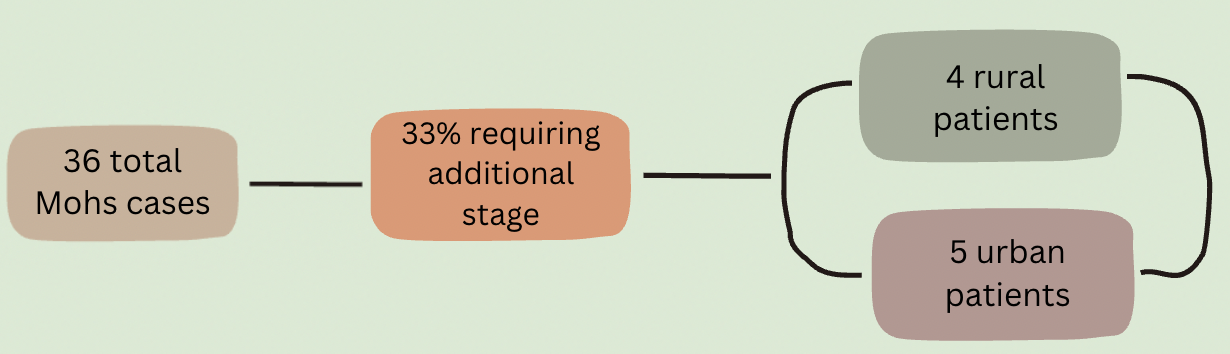 36 total
Mohs cases
33% requiring
additional
stage
4 rural
patients
5 urban
patients